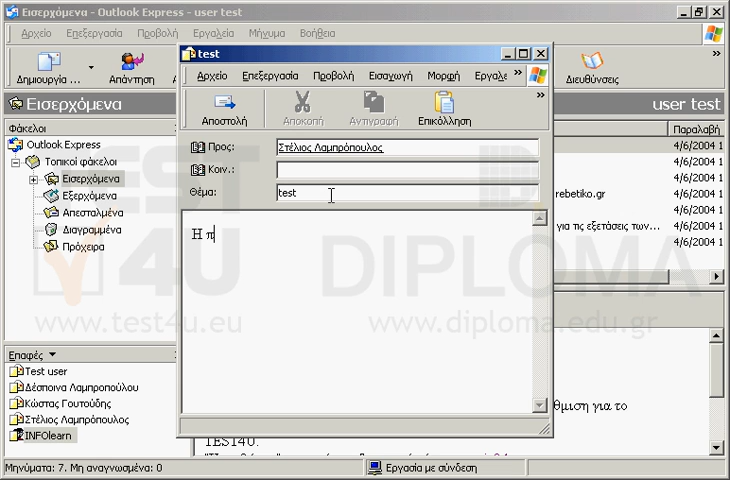 Εισερχόμενα - Outlook Express - user test
Αρχείο Επεξεργασία Προβολή Εργαλεία Μήνυμα Βοήθεια
Δημιουργία ... Απάντηση Διευθύνσεις
Εισερχόμενα user test
Φάκελοι
Outlook Express
Τοπικοί φάκελοι
Εισερχόμενα
Εξερχόμενα
Απεσταλμένα
Διαγραμμένα
Πρόχειρα
Επαφές
Test user
Δέσποινα Λαμπροπούλου
Κώστας Γουτούδης
Στέλιος Λαμπρόπουλος
INFOlearn
test
Αρχείο Επεξεργασία Προβολή Εισαγωγή Μορφή Εργαλε
Αποστολή Αποκοπή Αντιγραφή Επικόλληση
Προς: Στέλιος Λαμπρόπουλος
Κοιν.:
Θέμα: test
Η π
Παραλαβή
4/6/2004 1
4/6/2004 1
4/6/2004 1
rebetiko.gr 4/6/2004 1
4/6/2004 1
για τις εξετάσεις των... 4/6/2004 1
4/6/2004 1
θμιση για το
TEST4U.
TEST 4U
www.test4u.eu
DIPLOMA
www.diploma.edu.gr
Μηνύματα: 7. Μη αναγνωσμένα: 0
Εργασία με σύνδεση